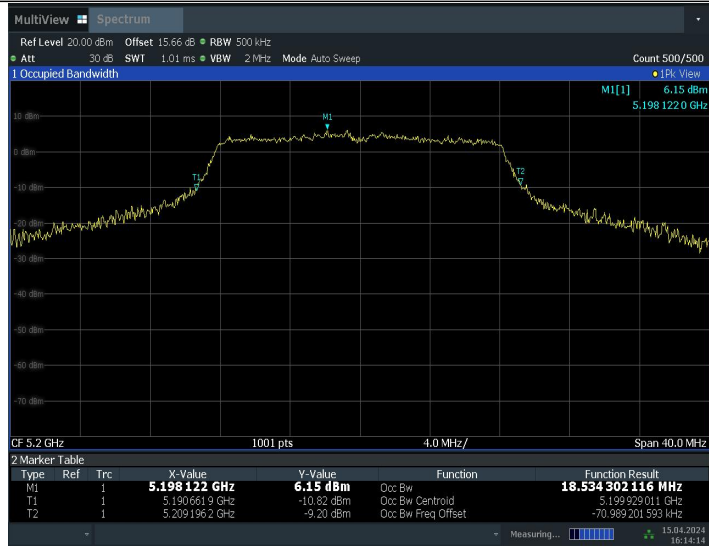 MultiView Spectrum
Ref Level 20.00 dBm Offset 15.66 dB RBW 500 kHz
Att 30 dB SWT 1.01 ms VBW 2 MHz Mode Auto Sweep Count 500/500
1 Occupied Bandwidth 1Pk View
M1[1] 6.15 dBm
5.198 122 0 GHz
10 dBm
M1
0 dBm
T1
T2
-10 dBm
-20 dBm
-30 dBm
-50 dBm
-60 dBm
-70 dBm
CF 5.2 GHz 1001 pts 4.0 MHz/ Span 40.0 MHz
2 Marker Table
Type Ref Trc X-Value Y-Value Function Function Result
M1 1 5.198 122 GHz 6.15 dBm Occ Bw 18.534 302 116 MHz
T1 1 5.190 661 9 GHz -10.82 dBm Occ Bw Centroid 5.199 929 011 GHz
T2 1 5.209 196 2 GHz -9.20 dBm Occ Bw Freq Offset -70.989 201 593 kHz
Measuring... 15.04.2024
16:14:14